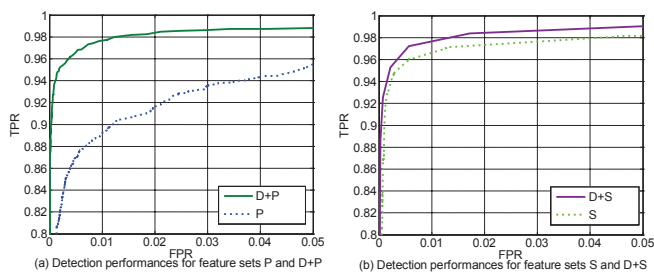 1
0.98
0.96
0.94
0.92
0.9
0.88
0.86
0.84
0.82
0.8
TPR
0 0.01 0.02 0.03 0.04 0.05
FPR
D+P
P
(a) Detection performances for feature sets P and D+P
1
0.98
0.96
0.94
0.92
0.9
0.88
0.86
0.84
0.82
0.8
TPR
0 0.01 0.02 0.03 0.04 0.05
FPR
D+S
S
(b) Detection performances for feature sets S and D+S